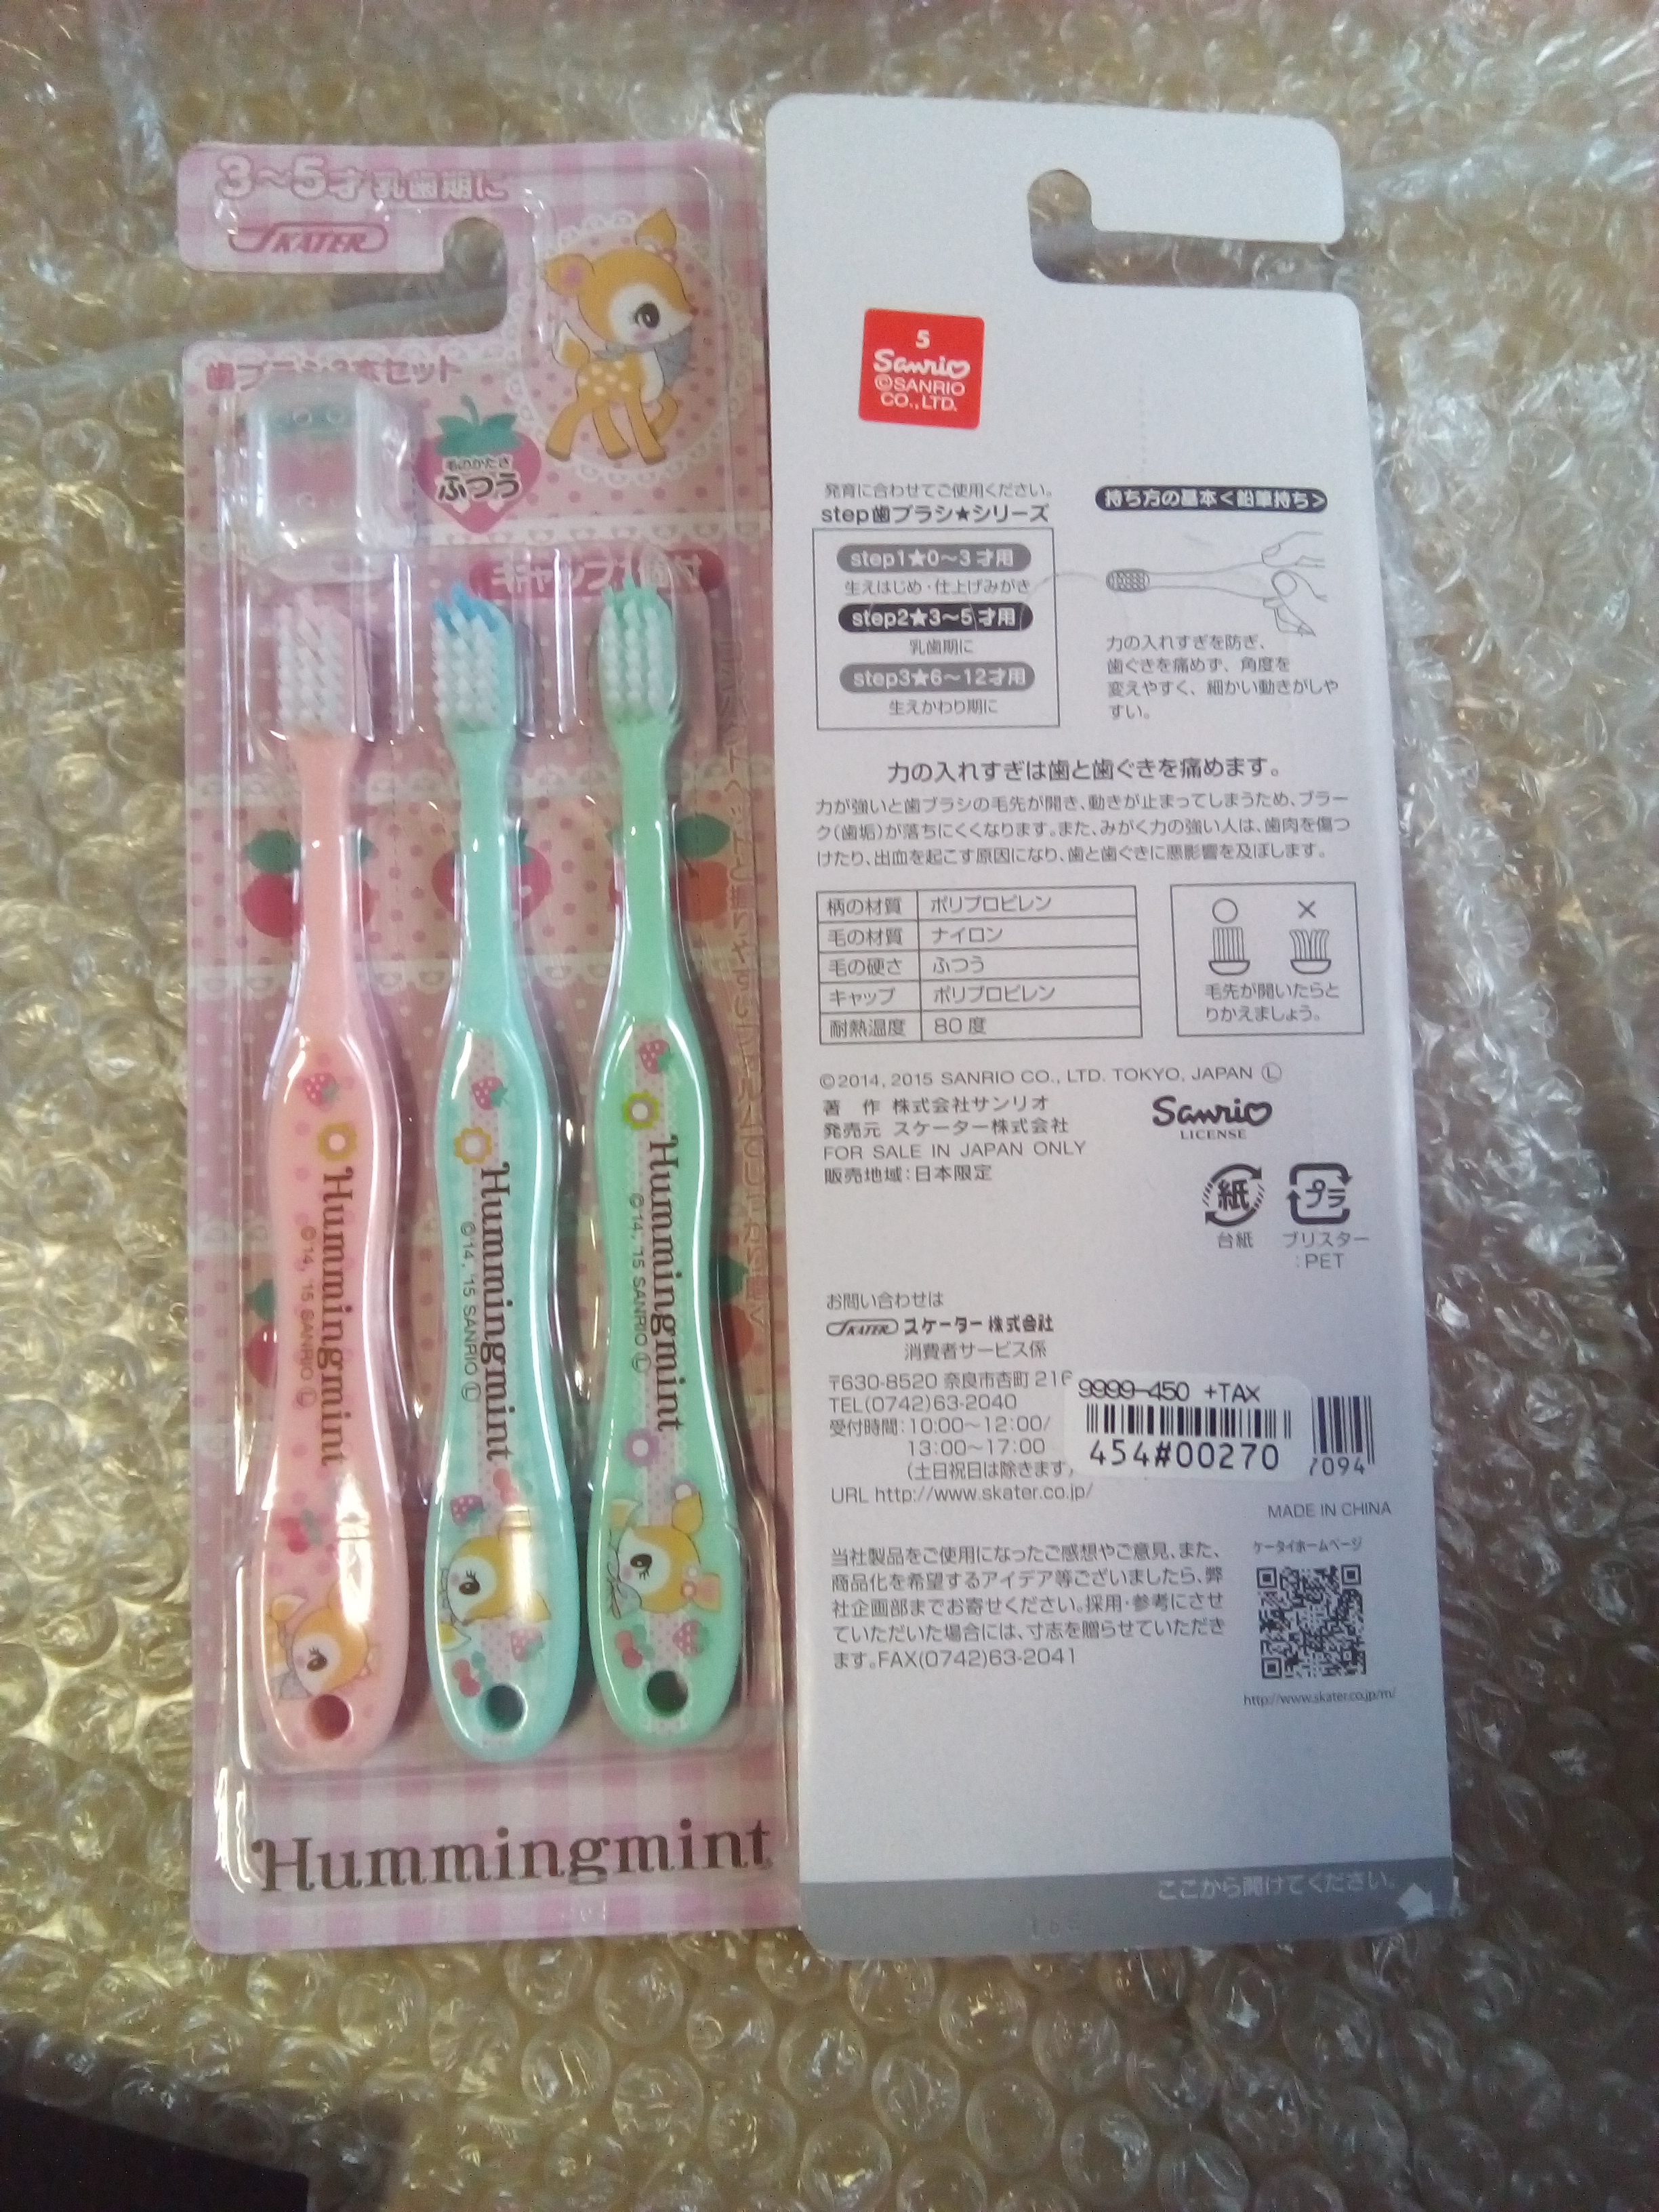 3〜5才 乳歯期に
SKATER
歯ブラシ3本セット
毛のかたさ
ふつう
キャップ1個付
Hummingmint
©'14, '15 SANRIO Ⓛ
Hummingmint
©'14, '15 SANRIO Ⓛ
Hummingmint
©'14, '15 SANRIO Ⓛ
Hummingmint
5
Sanrio
©SANRIO
CO.,LTD.
発育に合わせてご使用ください。
step歯ブラシ★シリーズ
step1★0〜3才用
生えはじめ・仕上げみがき
step2★3〜5才用
乳歯期に
step3★6〜12才用
生えかわり期に
持ち方の基本<鉛筆持ち>
力の入れすぎを防ぎ、
歯ぐきを痛めず、角度を
変えやすく、細かい動きがしや
すい。
力の入れすぎは歯と歯ぐきを痛めます。
力が強いと歯ブラシの毛先が開き、動きが止まってしまうため、プラー
ク(歯垢)が落ちにくくなります。また、みがく力の強い人は、歯肉を傷つ
けたり、出血を起こす原因になり、歯と歯ぐきに悪影響を及ぼします。
柄の材質 ポリプロピレン
毛の材質 ナイロン
毛の硬さ ふつう
キャップ ポリプロピレン
耐熱温度 80度
○ ×
毛先が開いたらと
りかえましょう。
©2014, 2015 SANRIO CO., LTD. TOKYO, JAPAN Ⓛ
著 作 株式会社サンリオ
発売元 スケーター株式会社
FOR SALE IN JAPAN ONLY
販売地域:日本限定
Sanrio
LICENSE
紙
台紙
プラ
ブリスター
:PET
お問い合わせは
SKATER スケーター株式会社
消費者サービス係
〒630-8520 奈良市杏町 216
TEL(0742)63-2040
受付時間:10:00〜12:00/
13:00〜17:00
(土日祝日は除きます)
URL http://www.skater.co.jp/
9999-450 +TAX
454#00270
7094
MADE IN CHINA
当社製品をご使用になったご感想やご意見、また、
商品化を希望するアイデア等ございましたら、弊
社企画部までお寄せください。採用・参考にさせ
ていただいた場合には、寸志を贈らせていただき
ます。FAX(0742)63-2041
ケータイホームページ
http://www.skater.co.jp/m/
ここから開けてください。